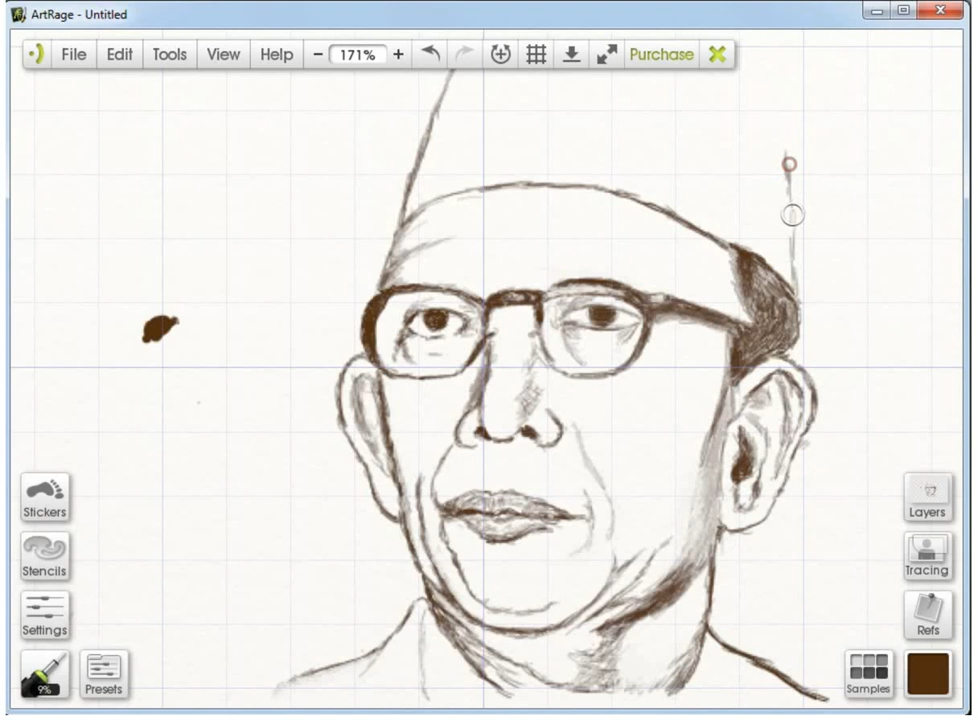 ArtRage - Untitled
File Edit Tools View Help − 171% + Purchase
Stickers
Layers
Stencils
Tracing
Settings
Refs
9%
Presets
Samples